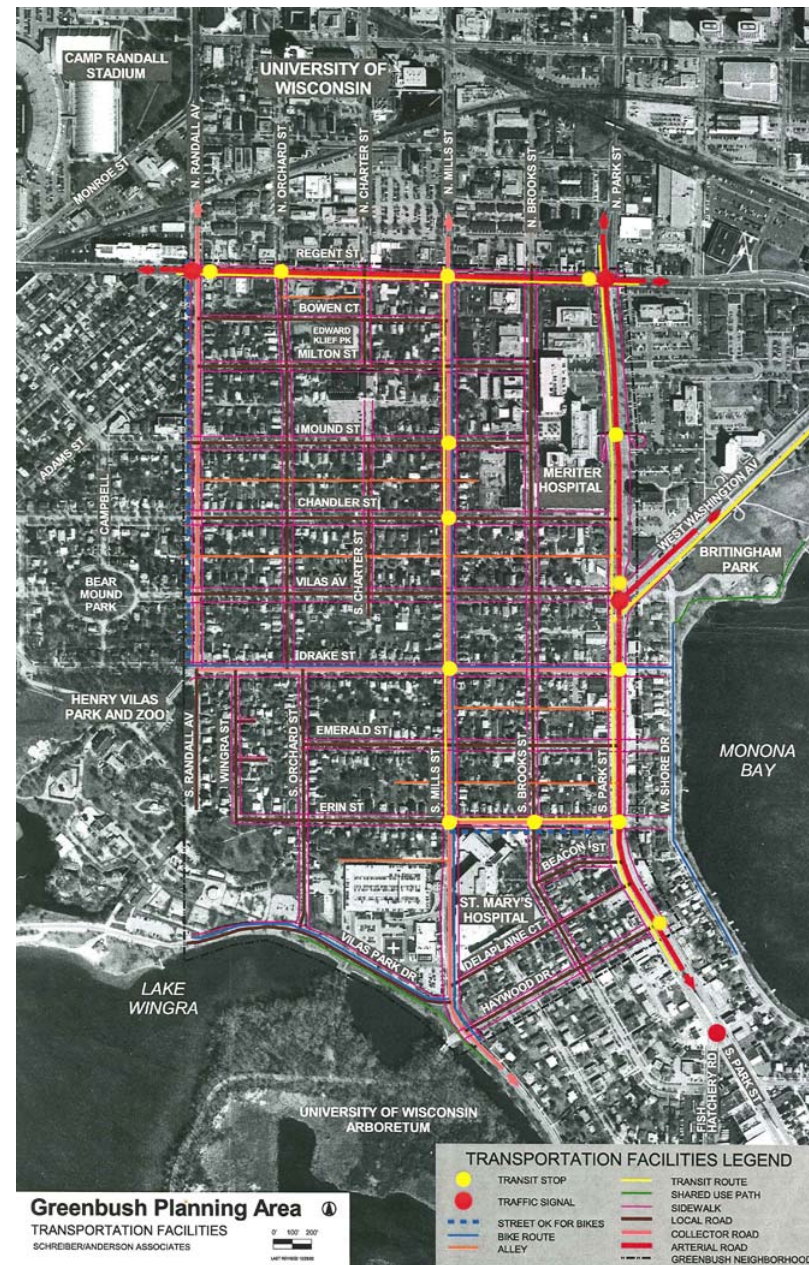 CAMP RANDALL
STADIUM
UNIVERSITY OF
WISCONSIN
MONROE ST
N. RANDALL AV
N. ORCHARD ST
N. CHARTER ST
N. MILLS ST
N. BROOKS ST
N. PARK ST
REGENT ST
BOWEN CT
EDWARD
KLIEF PK
MILTON ST
MOUND ST
ADAMS ST
CAMPBELL
MERITER
HOSPITAL
CHANDLER ST
WEST WASHINGTON AV
BRITINGHAM
PARK
S. CHARTER ST
VILAS AV
BEAR
MOUND
PARK
DRAKE ST
HENRY VILAS
PARK AND ZOO
S. RANDALL AV
WINGRA ST
S. ORCHARD ST
EMERALD ST
S. MILLS ST
S. BROOKS ST
S. PARK ST
W. SHORE DR
MONONA
BAY
ERIN ST
BEACON ST
ST. MARY'S
HOSPITAL
DELAPLAINE CT
VILAS PARK DR
HAYWOOD DR
LAKE
WINGRA
FISH
HATCHERY RD
S. PARK ST
UNIVERSITY OF WISCONSIN
ARBORETUM
TRANSPORTATION FACILITIES LEGEND
TRANSIT STOP
TRAFFIC SIGNAL
STREET OK FOR BIKES
BIKE ROUTE
ALLEY
TRANSIT ROUTE
SHARED USE PATH
SIDEWALK
LOCAL ROAD
COLLECTOR ROAD
ARTERIAL ROAD
GREENBUSH NEIGHBORHOOD
Greenbush Planning Area
TRANSPORTATION FACILITIES
SCHREIBER/ANDERSON ASSOCIATES
0' 100' 200'